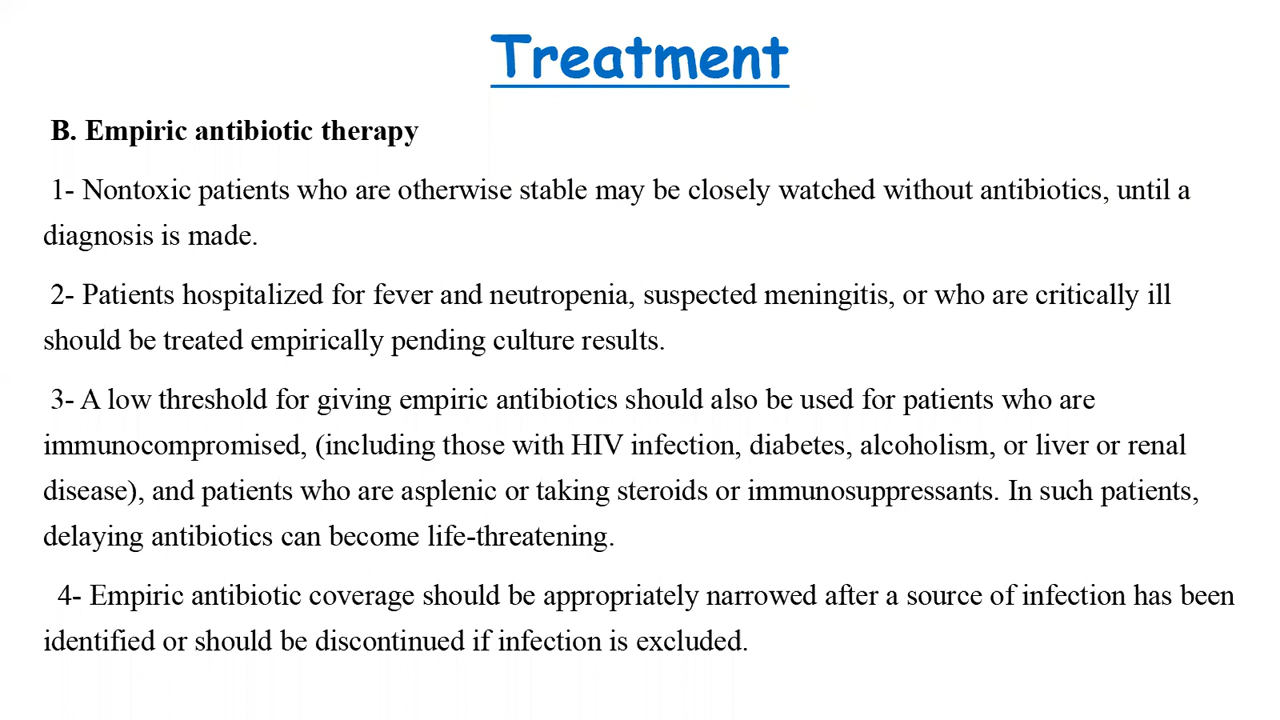 Treatment
B. Empiric antibiotic therapy
1- Nontoxic patients who are otherwise stable may be closely watched without antibiotics, until a
diagnosis is made.
2- Patients hospitalized for fever and neutropenia, suspected meningitis, or who are critically ill
should be treated empirically pending culture results.
3- A low threshold for giving empiric antibiotics should also be used for patients who are
immunocompromised, (including those with HIV infection, diabetes, alcoholism, or liver or renal
disease), and patients who are asplenic or taking steroids or immunosuppressants. In such patients,
delaying antibiotics can become life-threatening.
4- Empiric antibiotic coverage should be appropriately narrowed after a source of infection has been
identified or should be discontinued if infection is excluded.